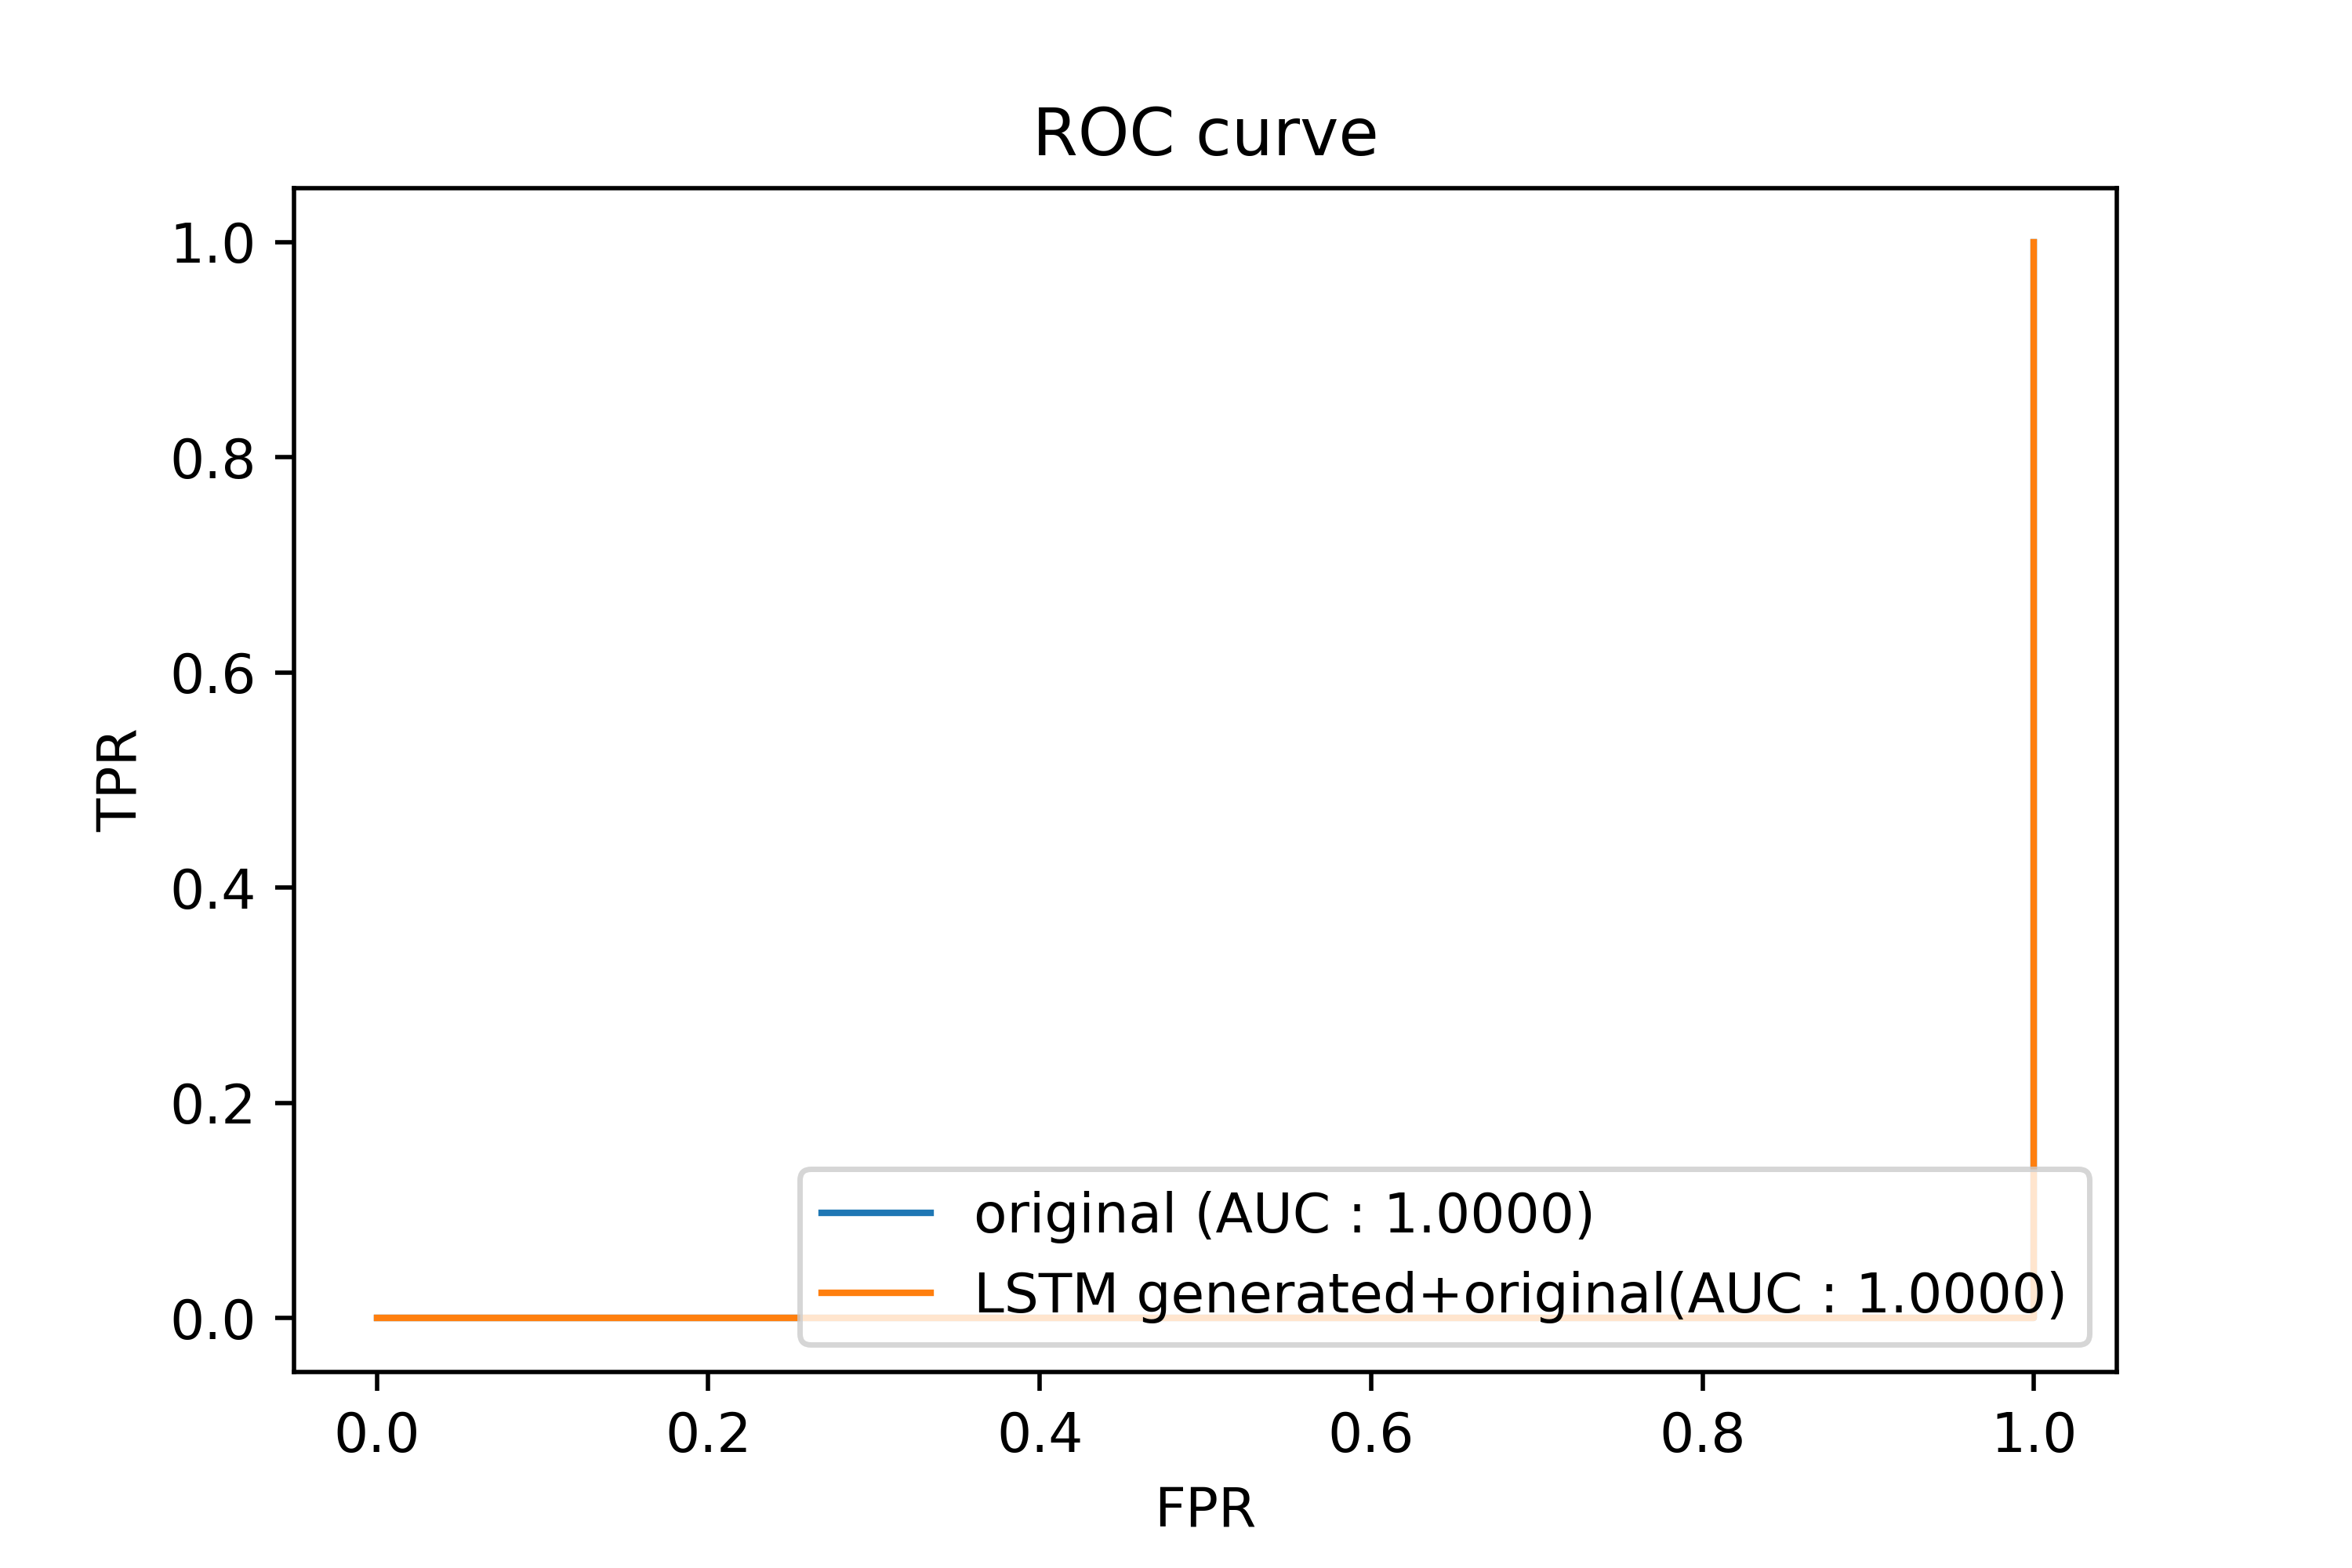 ROC curve
1.0
0.8
0.6
0.4
0.2
0.0
TPR
original (AUC : 1.0000)
LSTM generated+original(AUC : 1.0000)
0.0 0.2 0.4 0.6 0.8 1.0
FPR